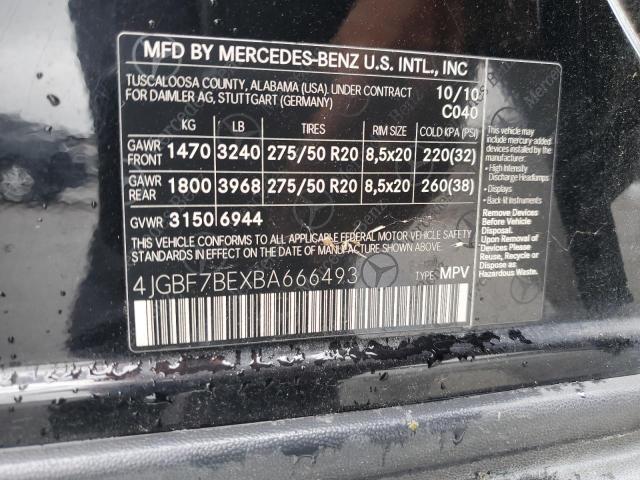 MFD BY MERCEDES-BENZ U.S. INTL., INC
TUSCALOOSA COUNTY, ALABAMA (USA), UNDER CONTRACT
FOR DAIMLER AG, STUTTGART (GERMANY)
10/10
C040
KG LB TIRES RIM SIZE COLD KPA (PSI)
GAWR FRONT 1470 3240 275/50 R20 8,5x20 220(32)
GAWR REAR 1800 3968 275/50 R20 8,5x20 260(38)
GVWR 3150 6944
THIS VEHICLE CONFORMS TO ALL APPLICABLE FEDERAL MOTOR VEHICLE
SAFETY STANDARDS IN EFFECT ON THE DATE OF MANUFACTURE SHOWN ABOVE.
4JGBF7BEXBA666493 TYPE: MPV
This vehicle may
include mercury-added
devices installed by
the manufacturer:
• High Intensity
Discharge Headlamps
• Displays
• Back-lit Instruments
Remove Devices
Before Vehicle
Disposal.
Upon Removal of
Devices Please
Reuse, Recycle or
Dispose as
Hazardous Waste.